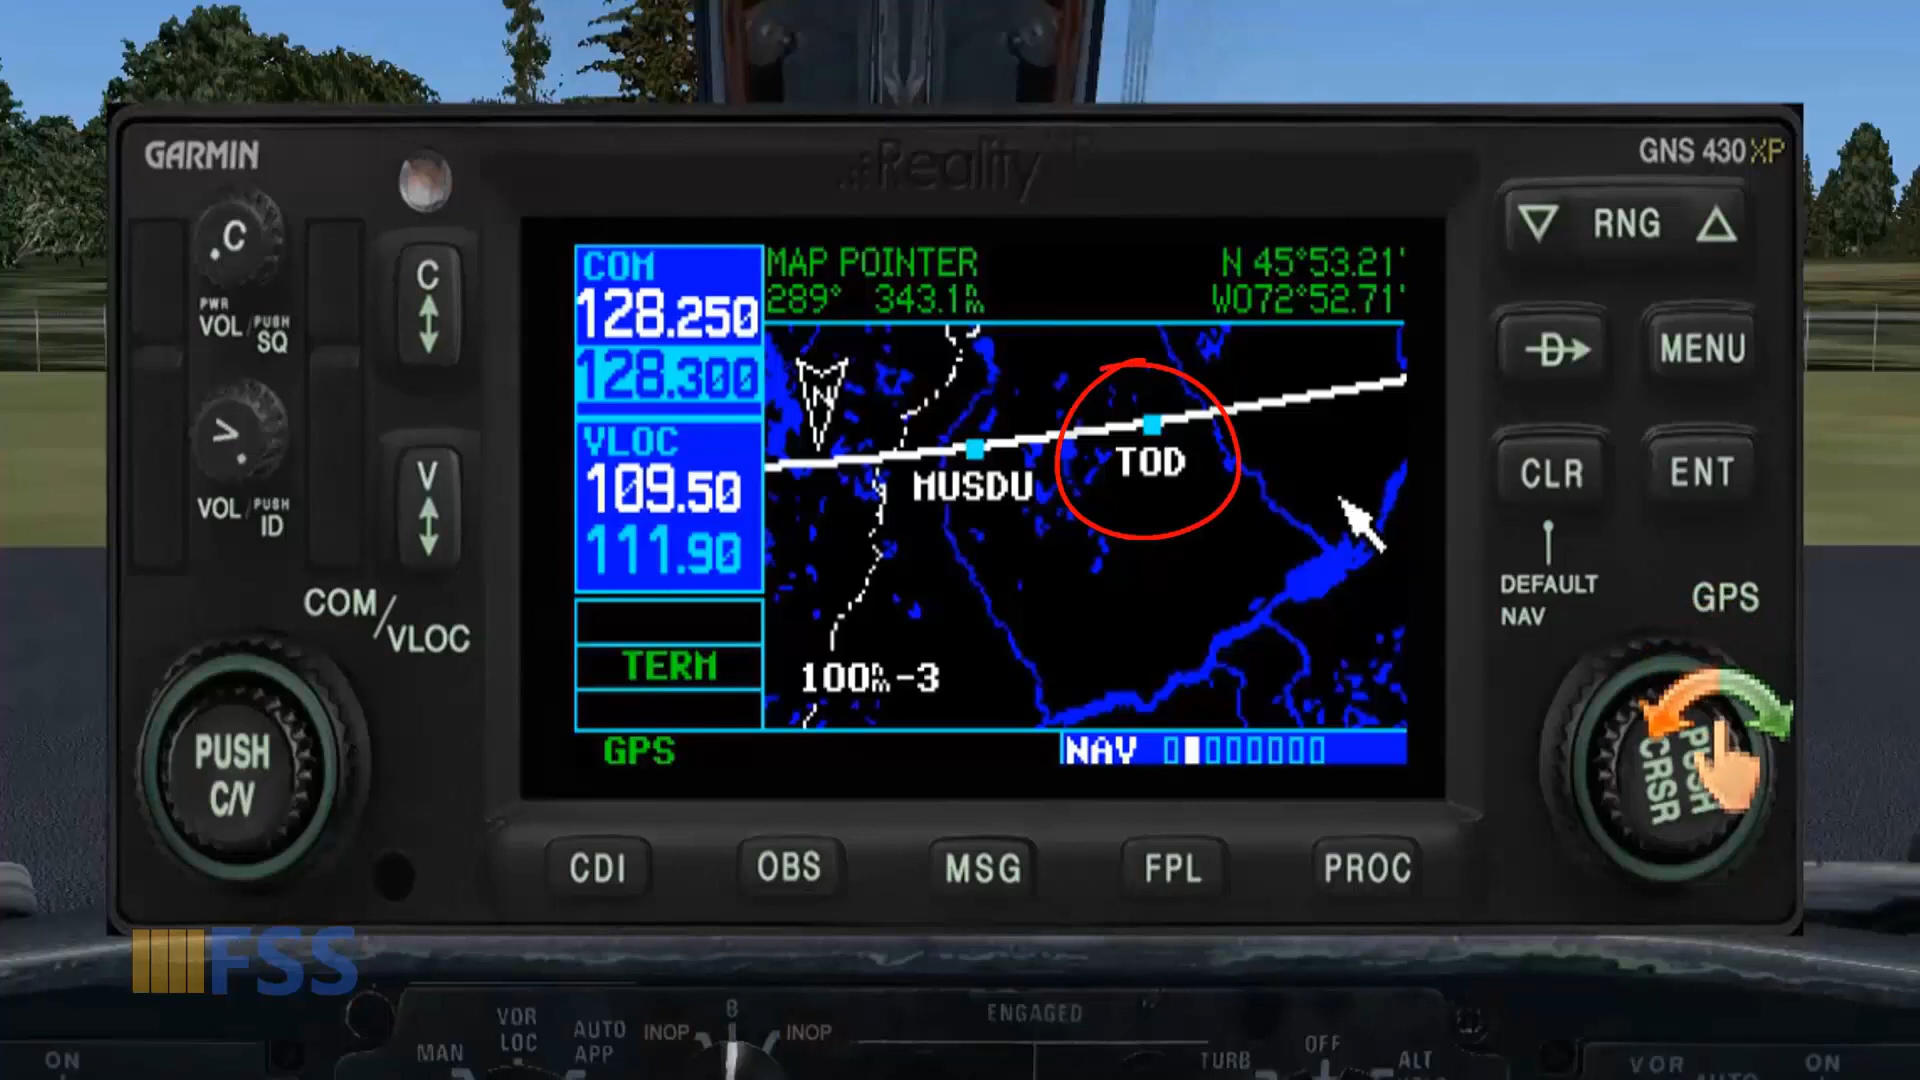 GARMIN
Reality
GNS 430XP
C
PWR
VOL/PUSH SQ
C
V
VOL/PUSH ID
V
COM/VLOC
PUSH
C/V
COM
128.250
128.300
VLOC
109.50
111.90
TERM
GPS
MAP POINTER N 45°53.21'
289° 343.1nm W072°52.71'
N
MUSDU
TOD
100nm-3
NAV
RNG
D
MENU
CLR
ENT
DEFAULT
NAV
GPS
PUSH
CRSR
CDI
OBS
MSG
FPL
PROC
FSS
ON
MAN
VOR
LOC
AUTO
APP
INOP
B
INOP
ENGAGED
TURB
OFF
ALT
VOR
AUTO
ON